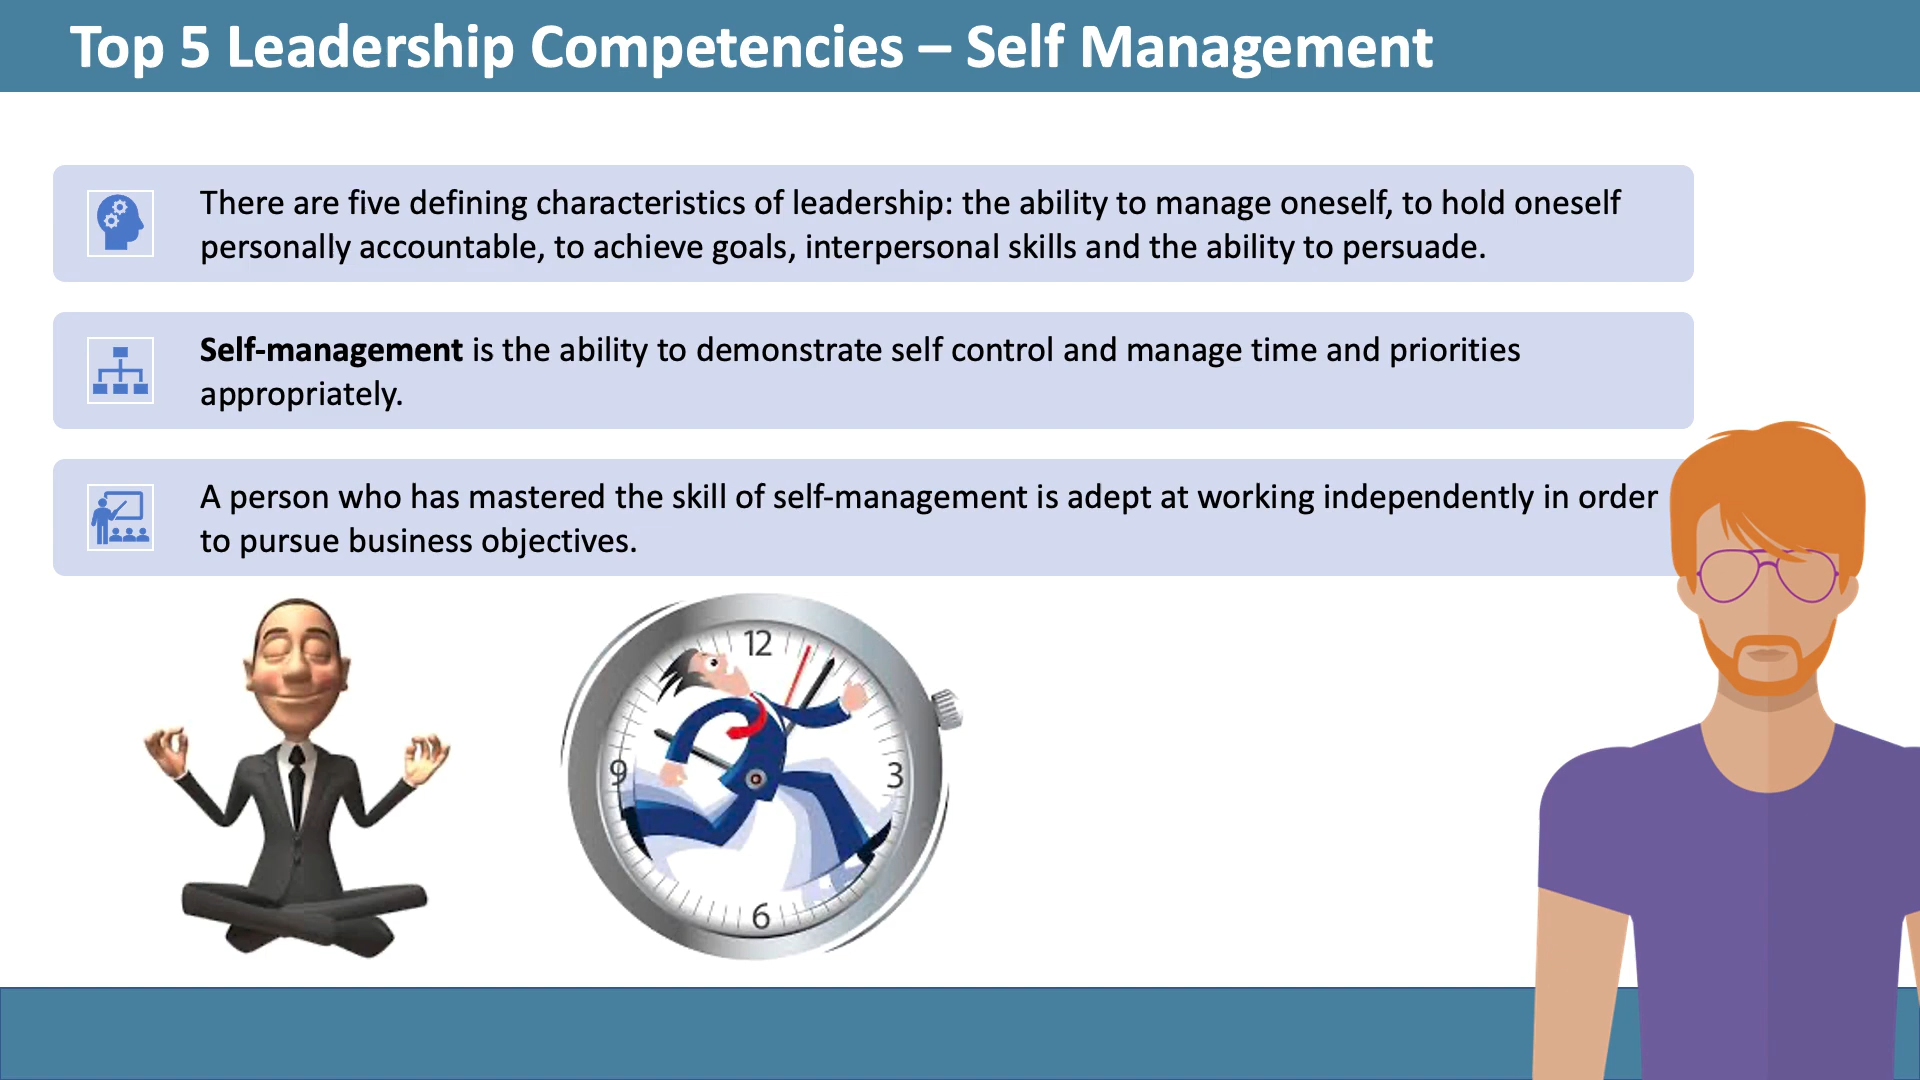 Top 5 Leadership Competencies – Self Management
There are five defining characteristics of leadership: the ability to manage oneself, to hold oneself
personally accountable, to achieve goals, interpersonal skills and the ability to persuade.
Self-management is the ability to demonstrate self control and manage time and priorities
appropriately.
A person who has mastered the skill of self-management is adept at working independently in order
to pursue business objectives.
12
9
3
6